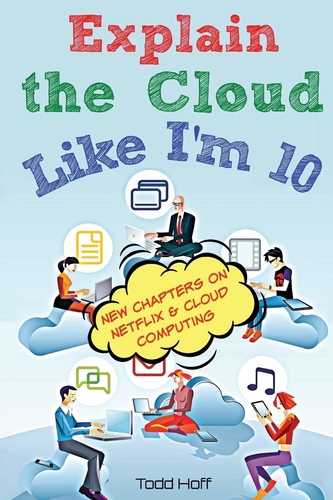 Explain
the Cloud
Like I'm 10
NEW CHAPTERS ON
NETFLIX & CLOUD
COMPUTING
Todd Hoff